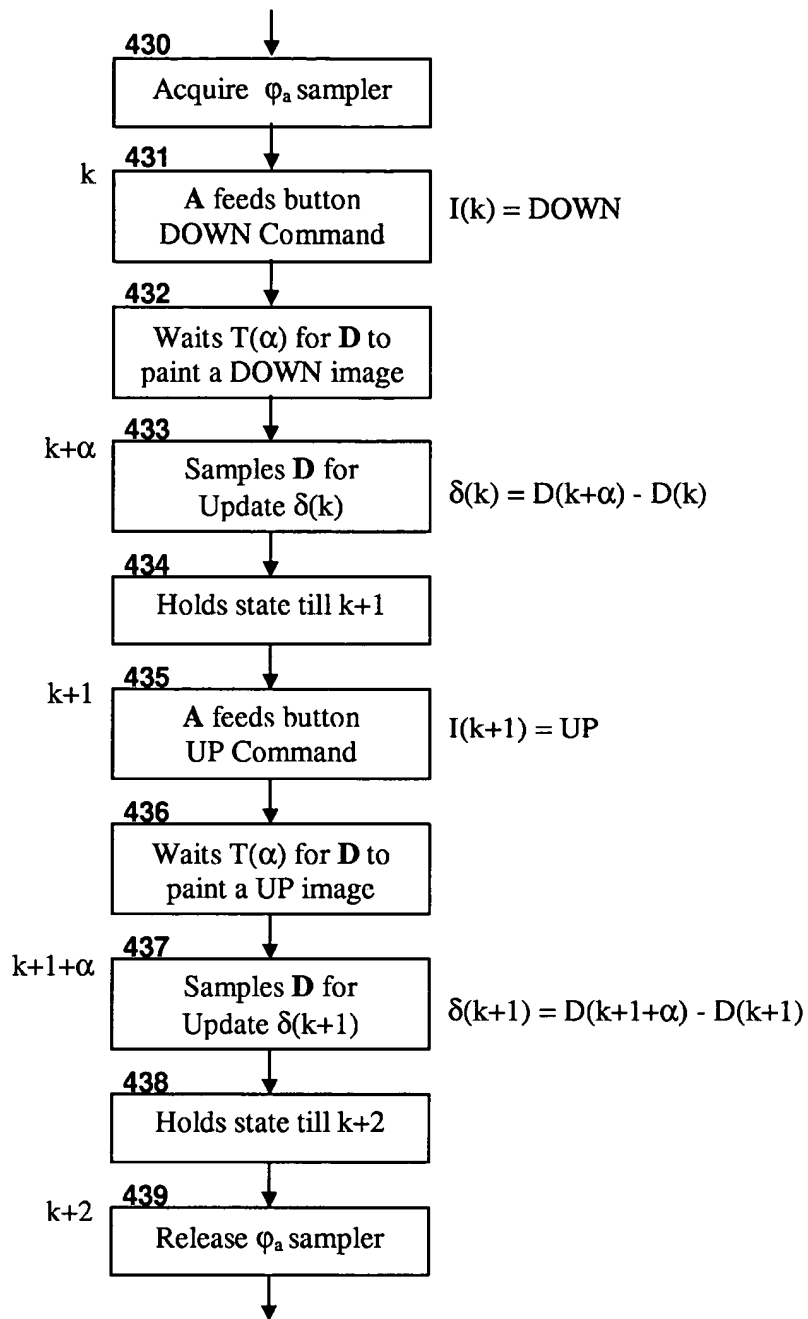 430
Acquire φa sampler
k
431
A feeds button
DOWN Command
I(k) = DOWN
432
Waits T(α) for D to
paint a DOWN image
k+α
433
Samples D for
Update δ(k)
δ(k) = D(k+α) - D(k)
434
Holds state till k+1
k+1
435
A feeds button
UP Command
I(k+1) = UP
436
Waits T(α) for D to
paint a UP image
k+1+α
437
Samples D for
Update δ(k+1)
δ(k+1) = D(k+1+α) - D(k+1)
438
Holds state till k+2
k+2
439
Release φa sampler